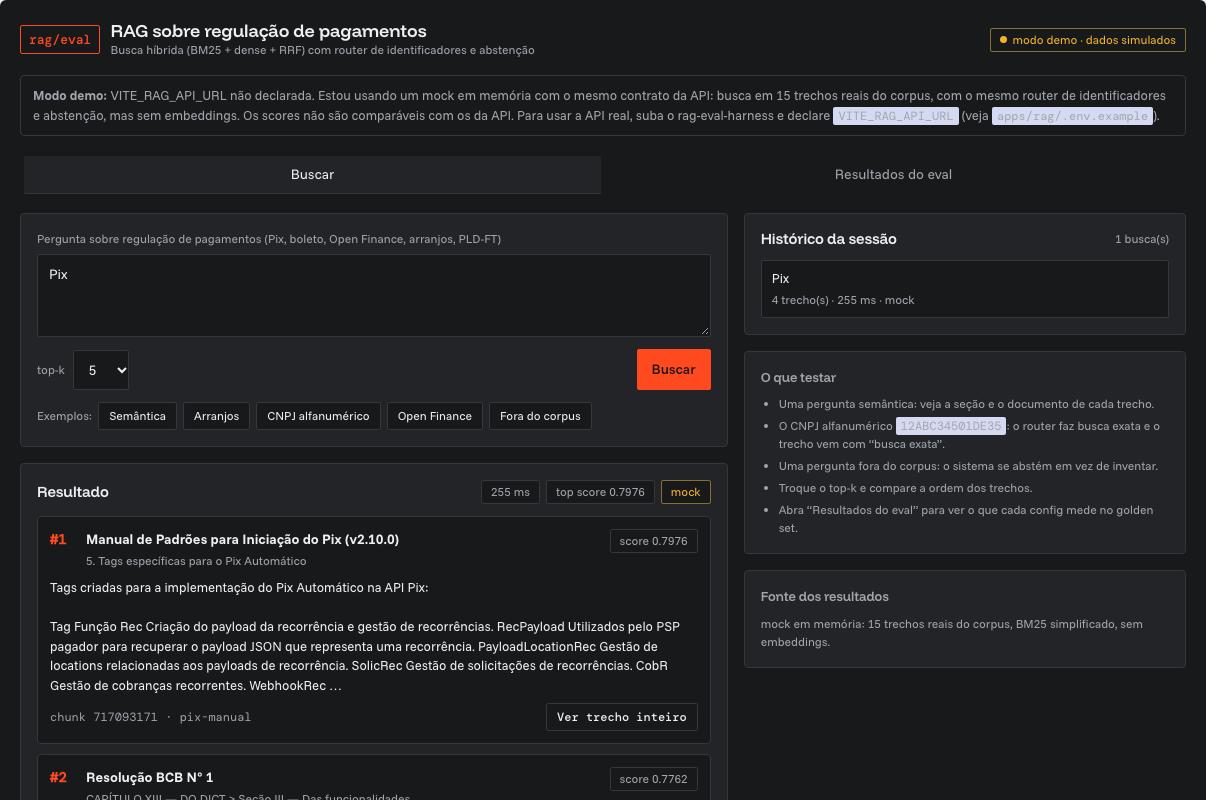 rag/eval
RAG sobre regulação de pagamentos
Busca híbrida (BM25 + dense + RRF) com router de identificadores e abstenção
modo demo · dados simulados
Modo demo: VITE_RAG_API_URL não declarada. Estou usando um mock em memória com o mesmo contrato da API: busca em 15 trechos reais do corpus, com o mesmo router de identificadores
e abstenção, mas sem embeddings. Os scores não são comparáveis com os da API. Para usar a API real, suba o rag-eval-harness e declare VITE_RAG_API_URL (veja apps/rag/.env.example).
Buscar
Resultados do eval
Pergunta sobre regulação de pagamentos (Pix, boleto, Open Finance, arranjos, PLD-FT)
Pix
top-k
5
Buscar
Exemplos:
Semântica
Arranjos
CNPJ alfanumérico
Open Finance
Fora do corpus
Resultado
255 ms
top score 0.7976
mock
#1
Manual de Padrões para Iniciação do Pix (v2.10.0)
score 0.7976
5. Tags específicas para o Pix Automático
Tags criadas para a implementação do Pix Automático na API Pix:
Tag Função Rec Criação do payload da recorrência e gestão de recorrências. RecPayload Utilizados pelo PSP
pagador para recuperar o payload JSON que representa uma recorrência. PayloadLocationRec Gestão de
locations relacionadas aos payloads de recorrência. SolicRec Gestão de solicitações de recorrências. CobR
Gestão de cobranças recorrentes. WebhookRec ...
chunk 717093171 · pix-manual
Ver trecho inteiro
#2
Resolução BCB N° 1
score 0.7762
CAPÍTULO XIII — DO DICT > Seção III — Das funcionalidades
Histórico da sessão
1 busca(s)
Pix
4 trecho(s) · 255 ms · mock
O que testar
• Uma pergunta semântica: veja a seção e o documento de cada trecho.
• O CNPJ alfanumérico 12ABC34501DE35: o router faz busca exata e o
trecho vem com “busca exata”.
• Uma pergunta fora do corpus: o sistema se abstém em vez de inventar.
• Troque o top-k e compare a ordem dos trechos.
• Abra “Resultados do eval” para ver o que cada config mede no golden
set.
Fonte dos resultados
mock em memória: 15 trechos reais do corpus, BM25 simplificado, sem
embeddings.